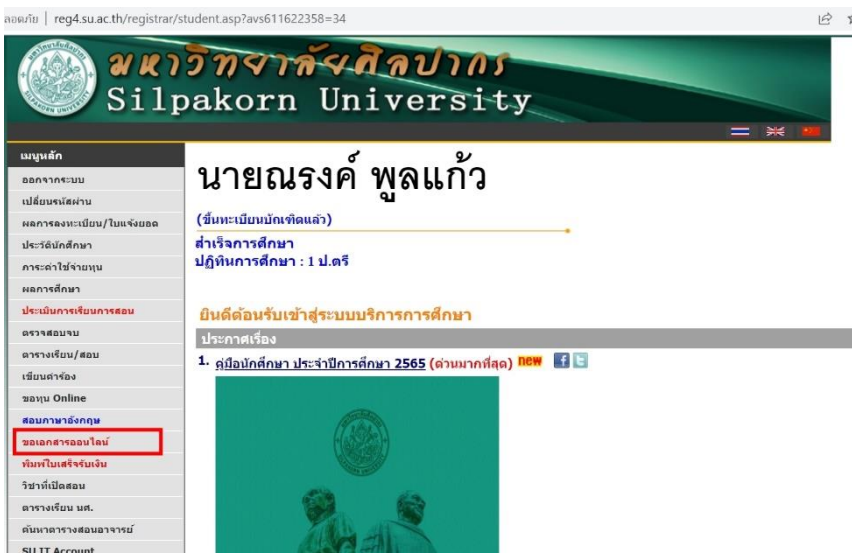 ลอดภัย | reg4.su.ac.th/registrar/student.asp?avs611622358=34
มหาวิทยาลัยศิลปากร
Silpakorn University
เมนูหลัก
ออกจากระบบ
เปลี่ยนรหัสผ่าน
ผลการลงทะเบียน/ใบแจ้งยอด
ประวัตินักศึกษา
ภาระค่าใช้จ่ายทุน
ผลการศึกษา
ประเมินการเรียนการสอน
ตรวจสอบจบ
ตารางเรียน/สอบ
เขียนคำร้อง
ขอทุน Online
สอบภาษาอังกฤษ
ขอเอกสารออนไลน์
พิมพ์ใบเสร็จรับเงิน
วิชาที่เปิดสอน
ตารางเรียน นศ.
ค้นหาตารางสอนอาจารย์
SU IT Account
นายณรงค์ พูลแก้ว
(ขึ้นทะเบียนบัณฑิตแล้ว)
สำเร็จการศึกษา
ปฏิทินการศึกษา : 1 ป.ตรี
ยินดีต้อนรับเข้าสู่ระบบบริการการศึกษา
ประกาศเรื่อง
1. คู่มือนักศึกษา ประจำปีการศึกษา 2565 (ด่วนมากที่สุด) new